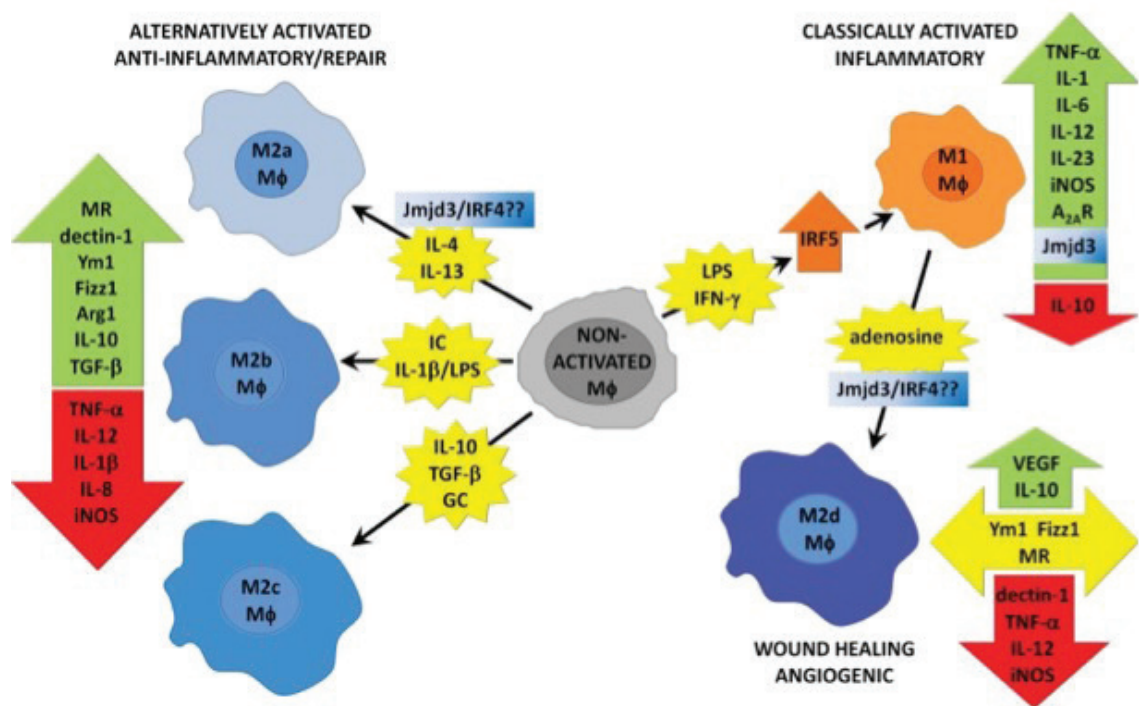 ALTERNATIVELY ACTIVATED
ANTI-INFLAMMATORY/REPAIR
M2a
Mϕ
MR
dectin-1
Ym1
Fizz1
Arg1
IL-10
TGF-β
TNF-α
IL-12
IL-1β
IL-8
iNOS
Jmjd3/IRF4??
IL-4
IL-13
M2b
Mϕ
IC
IL-1β/LPS
IL-10
TGF-β
GC
M2c
Mϕ
NON-
ACTIVATED
Mϕ
LPS
IFN-γ
IRF5
CLASSICALLY ACTIVATED
INFLAMMATORY
M1
Mϕ
TNF-α
IL-1
IL-6
IL-12
IL-23
iNOS
A2AR
Jmjd3
IL-10
adenosine
Jmjd3/IRF4??
M2d
Mϕ
WOUND HEALING
ANGIOGENIC
VEGF
IL-10
Ym1 Fizz1
MR
dectin-1
TNF-α
IL-12
iNOS